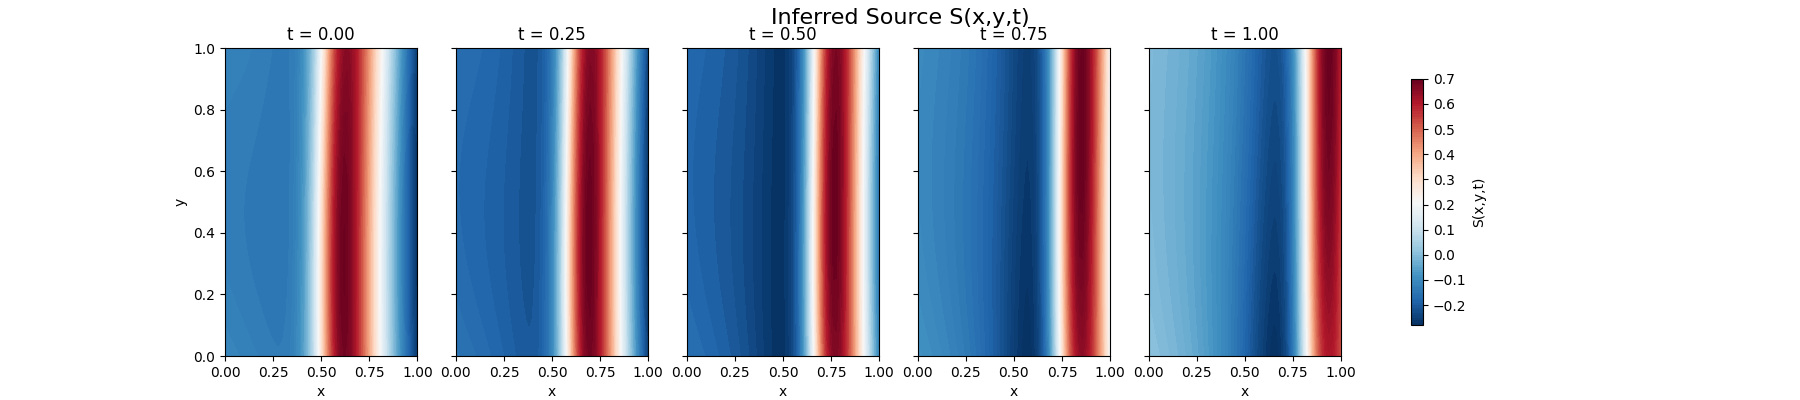 Inferred Source S(x,y,t)
t = 0.00
t = 0.25
t = 0.50
t = 0.75
t = 1.00
y
1.0
0.8
0.6
0.4
0.2
0.0
0.00 0.25 0.50 0.75 1.00
0.00 0.25 0.50 0.75 1.00
0.00 0.25 0.50 0.75 1.00
0.00 0.25 0.50 0.75 1.00
0.00 0.25 0.50 0.75 1.00
x
x
x
x
x
0.7
0.6
0.5
0.4
0.3
0.2
0.1
0.0
−0.1
−0.2
S(x,y,t)